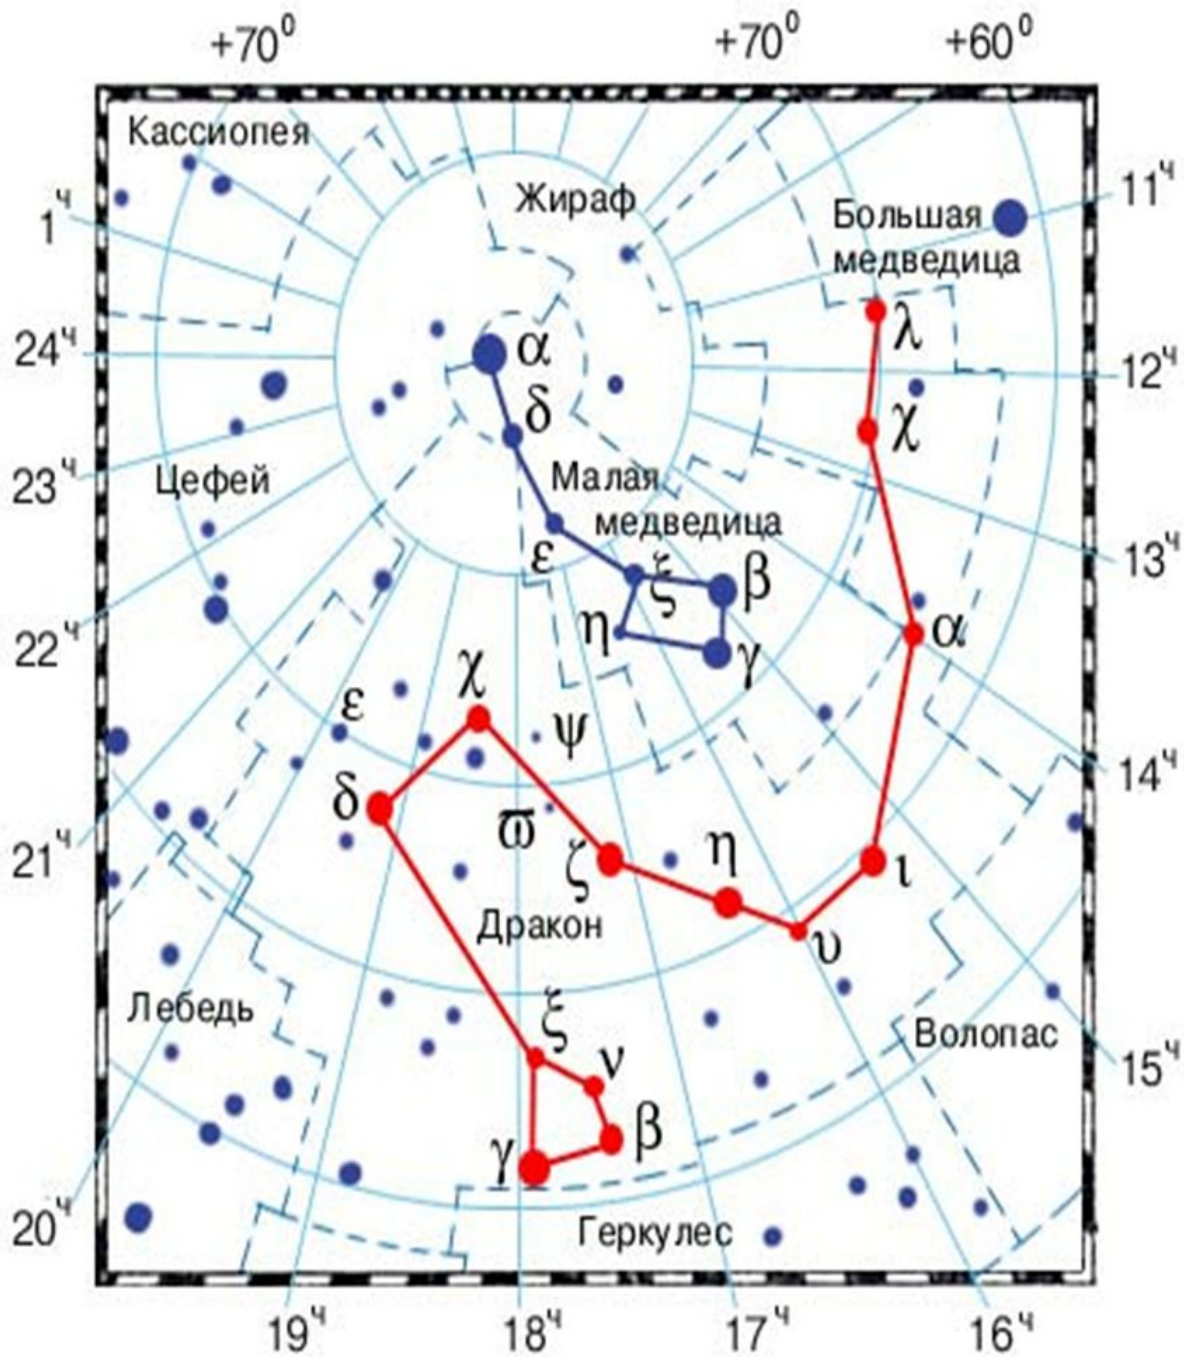 +70⁰
+70⁰
+60⁰
Кассиопея
Жираф
Большая
медведица
11ч
1ч
24ч
12ч
23ч
13ч
22ч
14ч
21ч
15ч
20ч
λ
α
χ
δ
Цефей
Малая
медведица
ε
ξ
β
η
γ
α
χ
ε
ψ
δ
ϖ
ζ
η
ι
υ
Дракон
Лебедь
ξ
Волопас
ν
β
γ
Геркулес
19ч
18ч
17ч
16ч